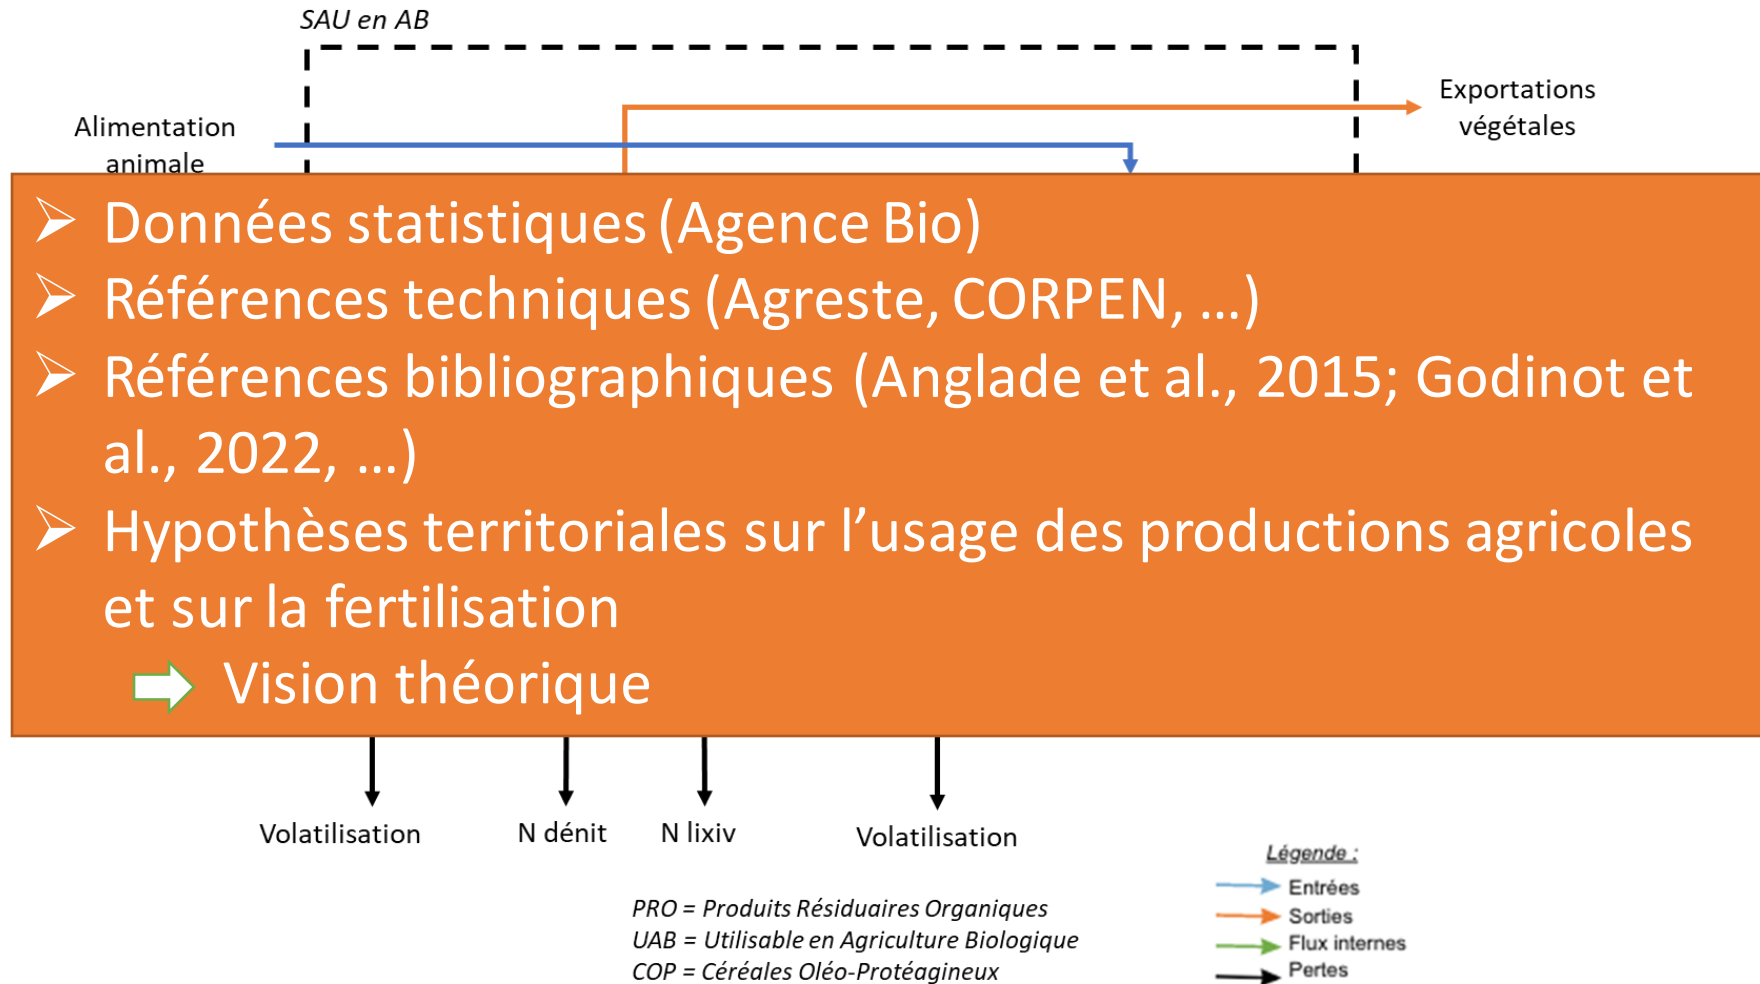 SAU en AB
Exportations
végétales
Alimentation
animale
Données statistiques (Agence Bio)
Références techniques (Agreste, CORPEN, …)
Références bibliographiques (Anglade et al., 2015; Godinot et
al., 2022, …)
Hypothèses territoriales sur l’usage des productions agricoles
et sur la fertilisation
Vision théorique
Volatilisation
N dénit
N lixiv
Volatilisation
Légende :
Entrées
Sorties
Flux internes
Pertes
PRO = Produits Résiduaires Organiques
UAB = Utilisable en Agriculture Biologique
COP = Céréales Oléo-Protéagineux